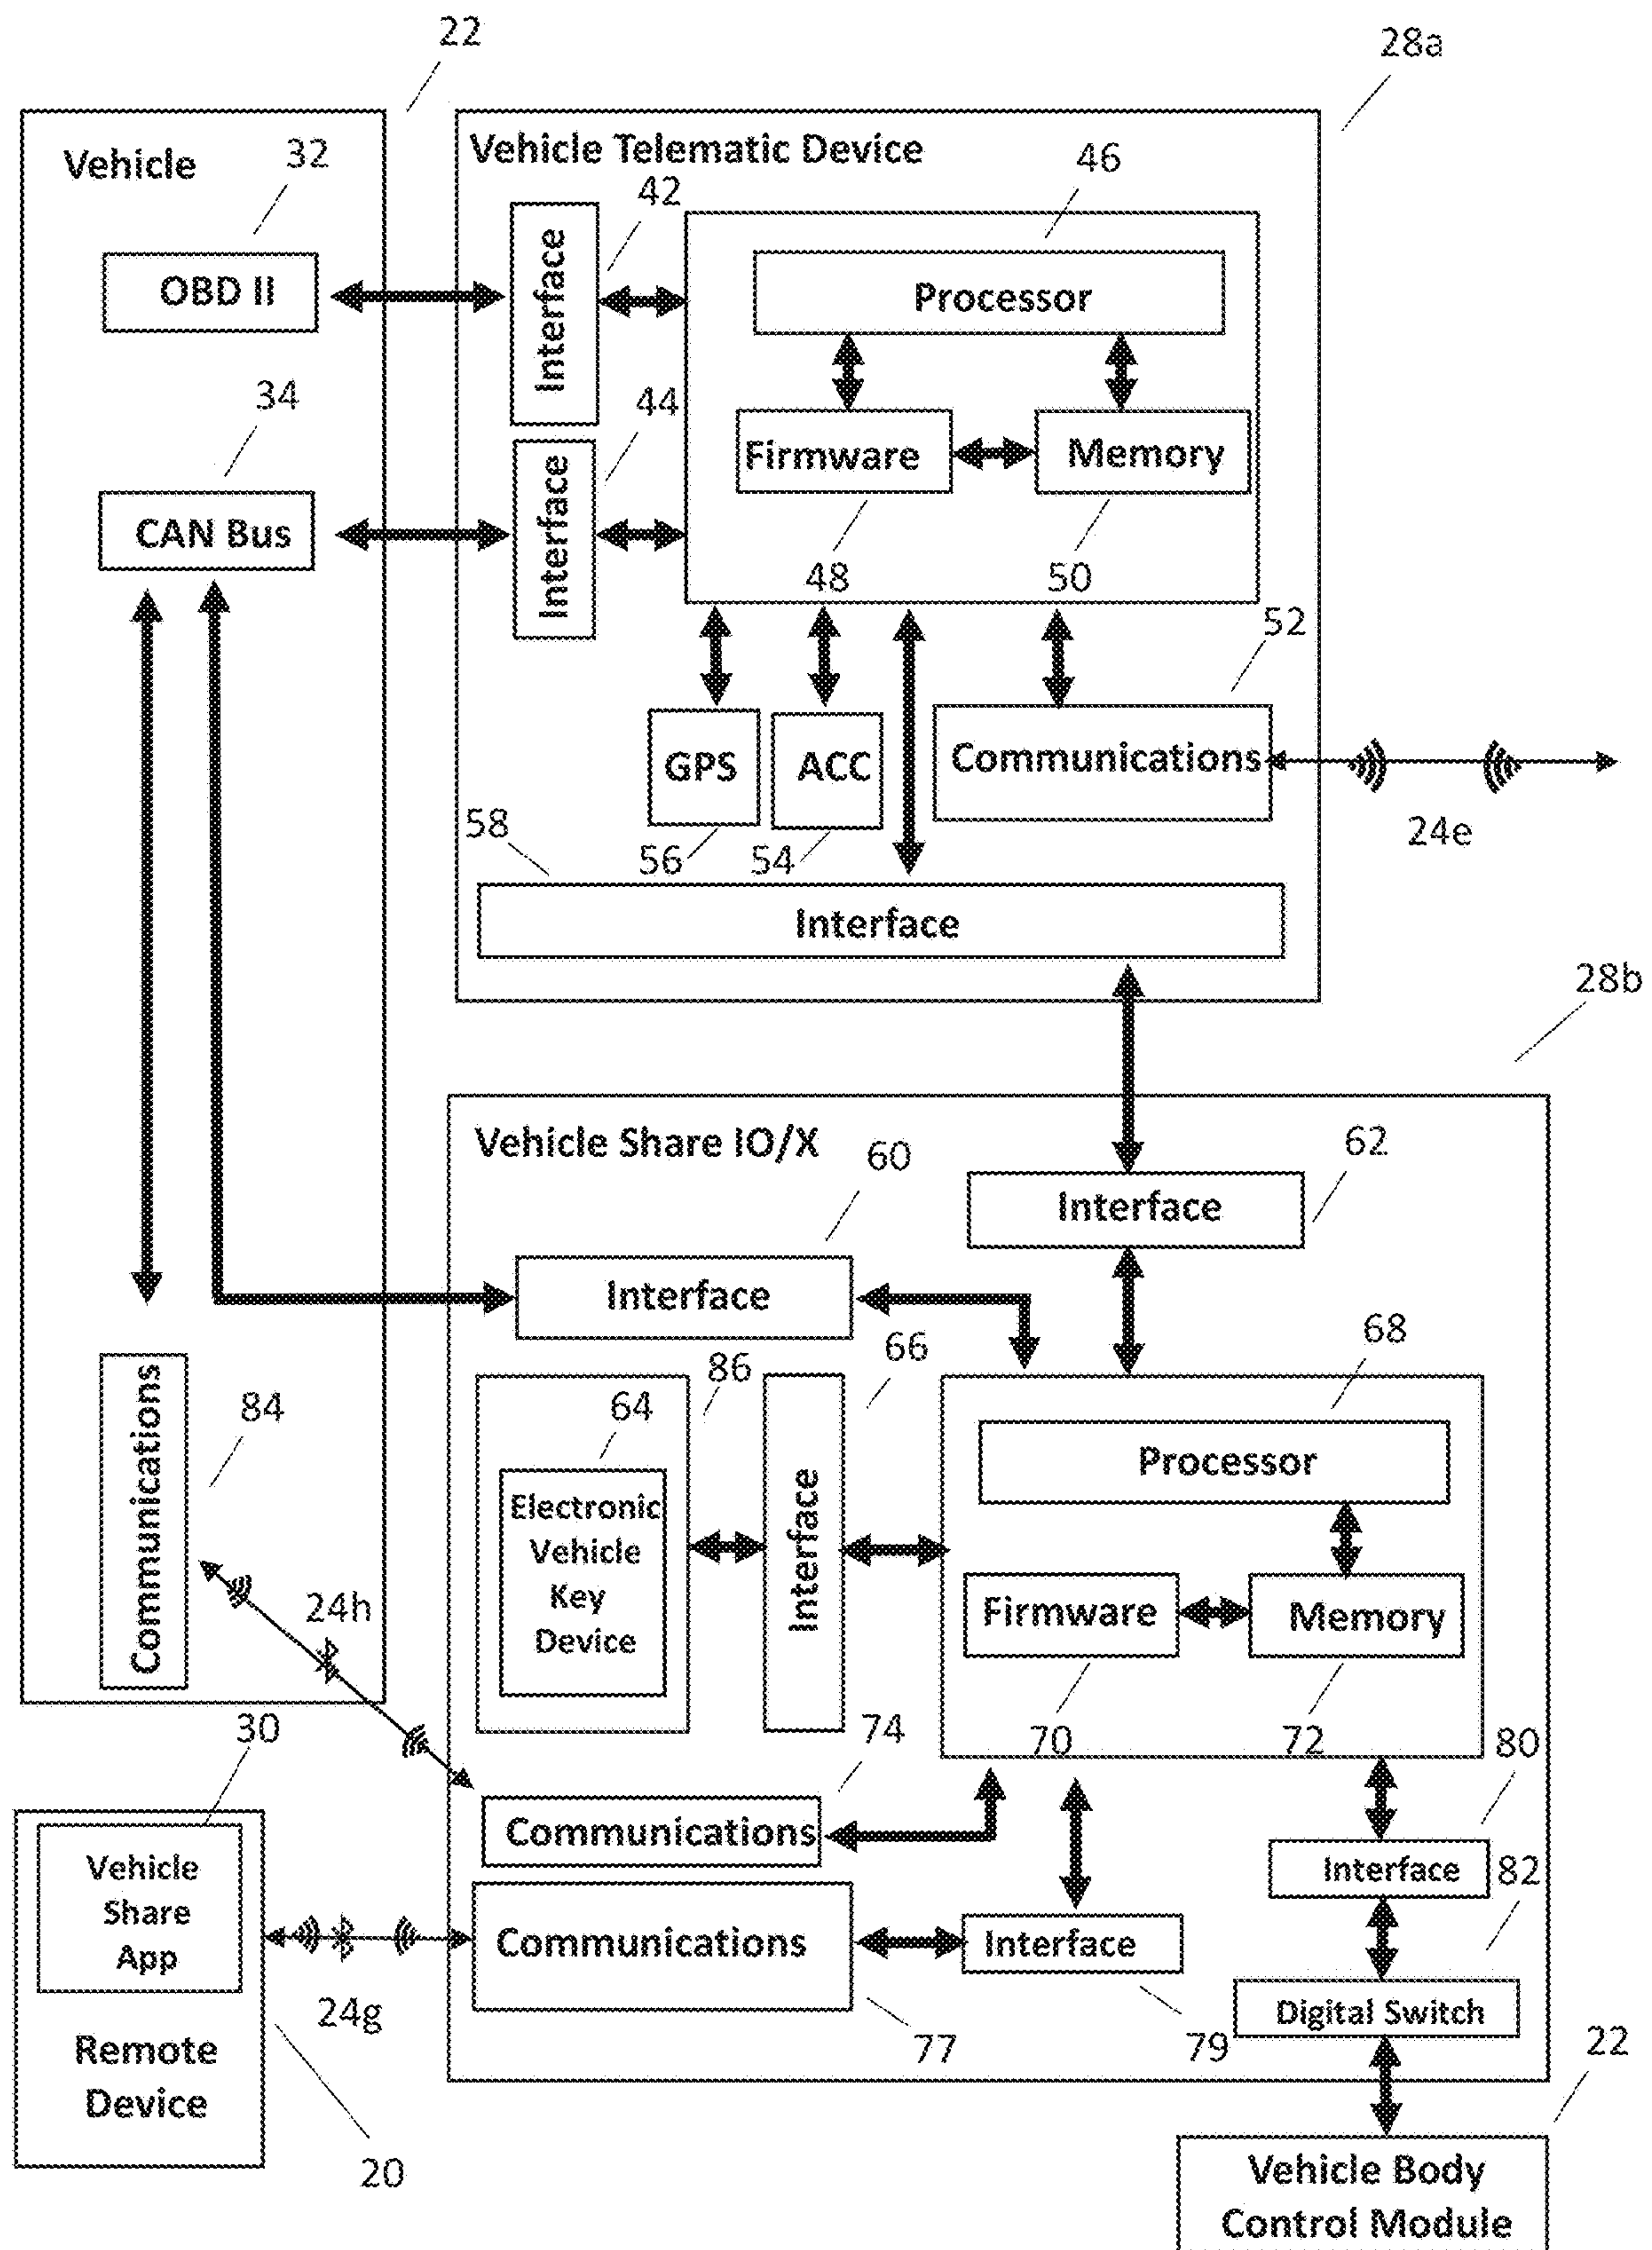 22
28a
Vehicle
32
OBD II
34
CAN Bus
Vehicle Telematic Device
42
Interface
46
Processor
44
Interface
Firmware
Memory
48
50
52
GPS
ACC
Communications
24e
58
56
54
Interface
28b
Vehicle Share IO/X
60
62
Interface
Interface
66
68
86
64
Electronic
Vehicle
Key
Device
Interface
Processor
Firmware
Memory
70
72
84
Communications
24h
74
80
Communications
Interface
82
30
Vehicle
Share
App
Remote
Device
20
24g
Communications
Interface
77
79
Digital Switch
22
Vehicle Body
Control Module